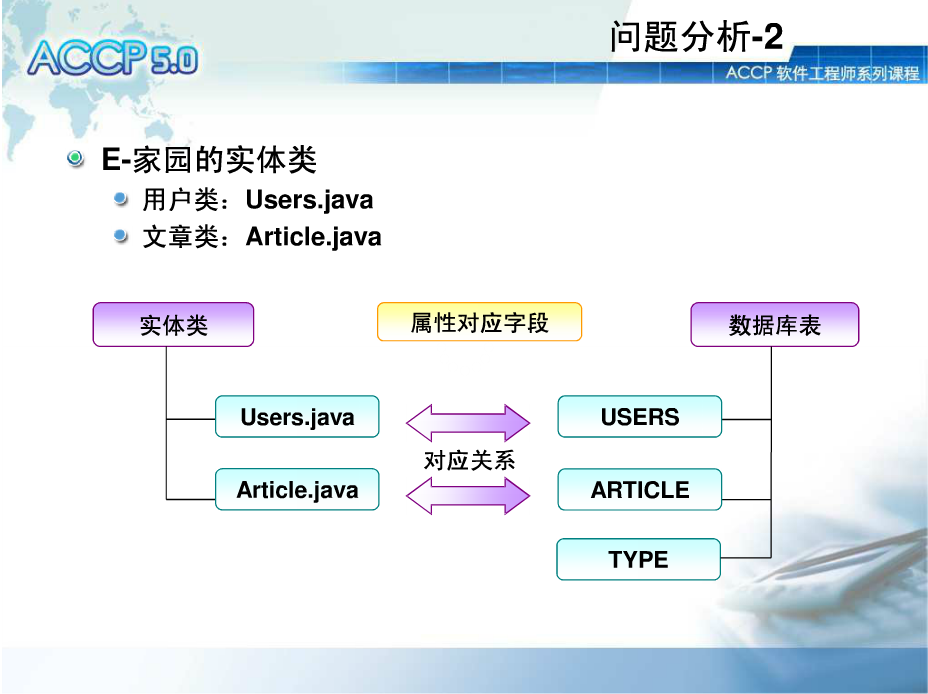 问题分析-2
ACCP 5.0
ACCP 软件工程师系列课程
E-家园的实体类
用户类：Users.java
文章类：Article.java
实体类
属性对应字段
数据库表
Users.java
USERS
对应关系
Article.java
ARTICLE
TYPE